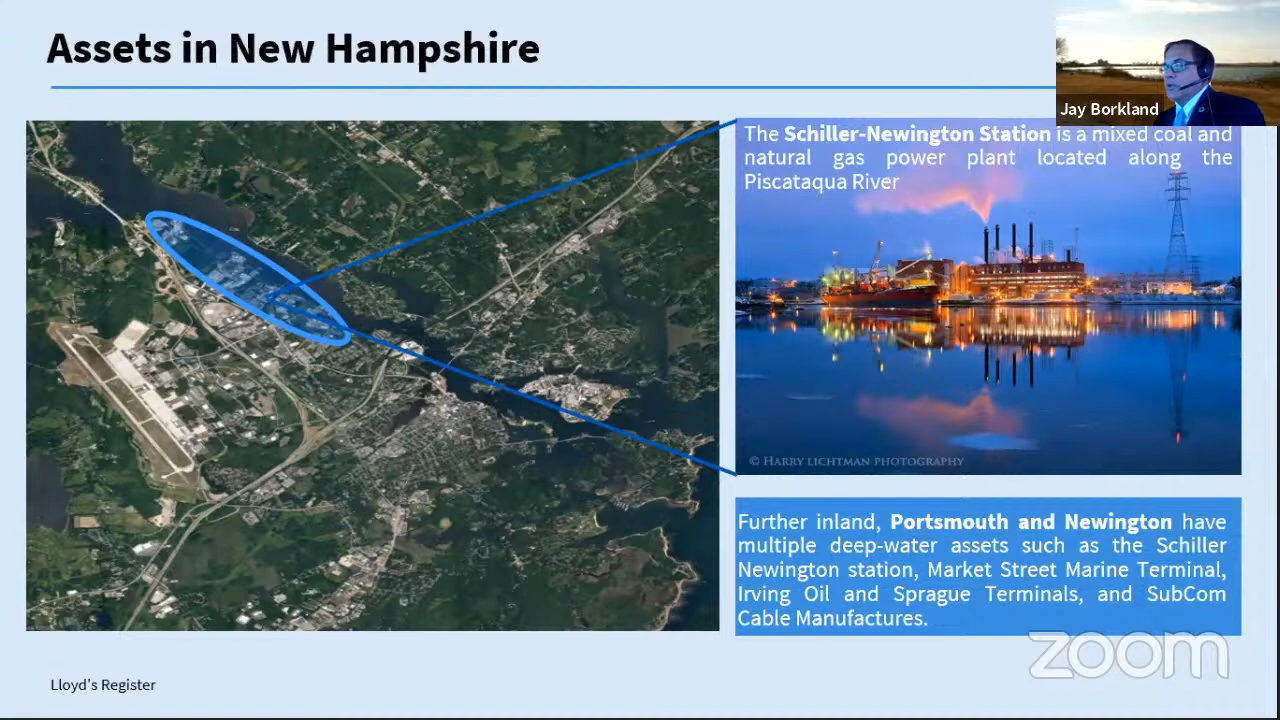 Assets in New Hampshire
Jay Borkland
The Schiller-Newington Station is a mixed coal and
natural gas power plant located along the
Piscataqua River
© HARRY LICHTMAN PHOTOGRAPHY
Further inland, Portsmouth and Newington have
multiple deep-water assets such as the Schiller
Newington station, Market Street Marine Terminal,
Irving Oil and Sprague Terminals, and SubCom
Cable Manufactures.
zoom
Lloyd's Register